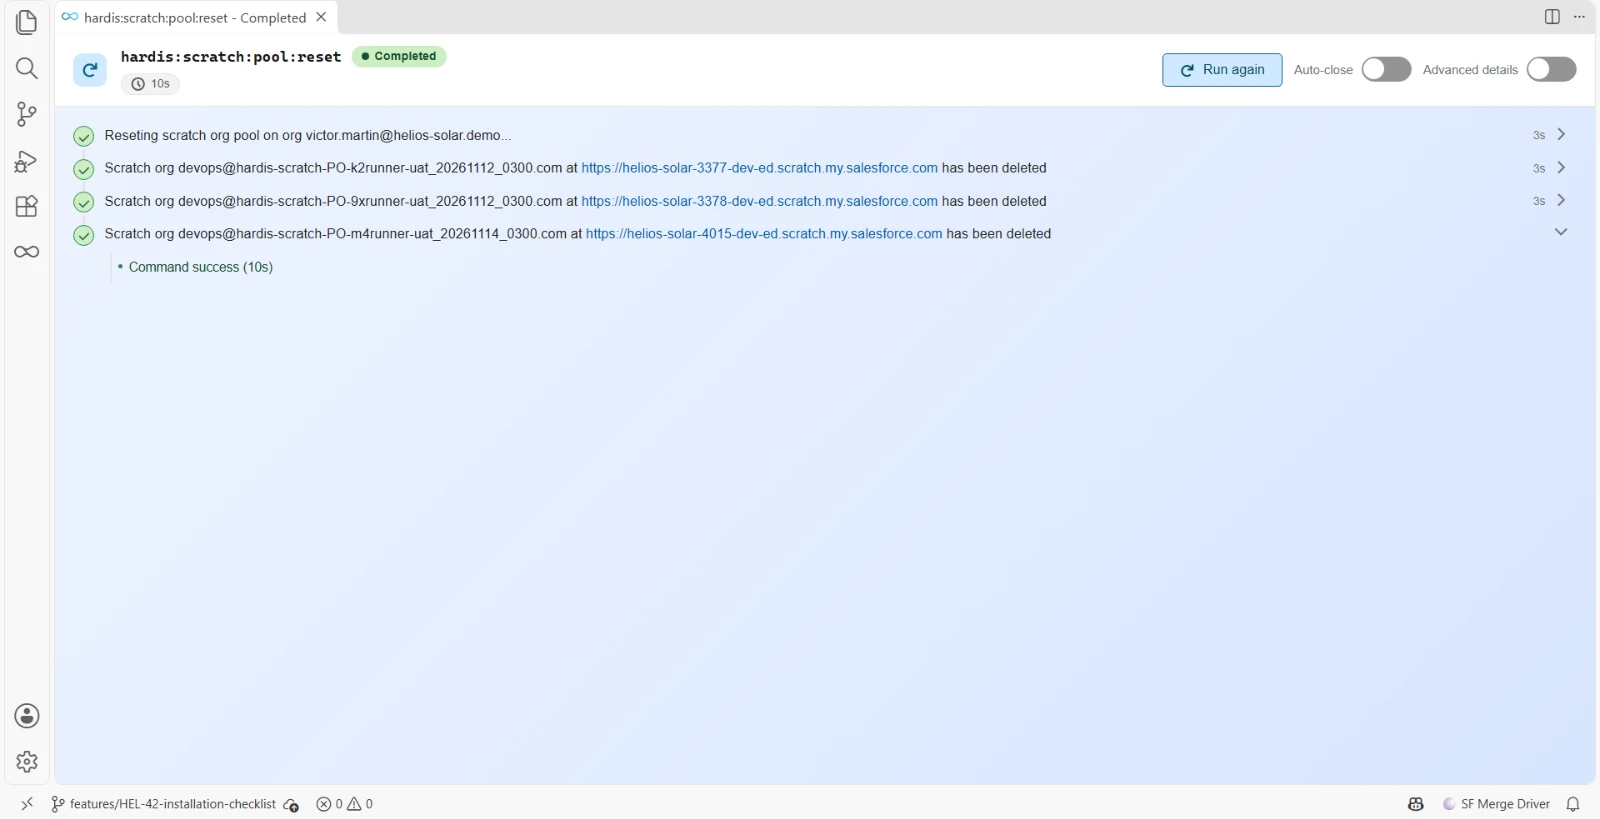 hardis:scratch:pool:reset - Completed
hardis:scratch:pool:reset
Completed
10s
Run again
Auto-close
Advanced details
Reseting scratch org pool on org victor.martin@helios-solar.demo...
3s
Scratch org devops@hardis-scratch-PO-k2runner-uat_20261112_0300.com at https://helios-solar-3377-dev-ed.scratch.my.salesforce.com has been deleted
3s
Scratch org devops@hardis-scratch-PO-9xrunner-uat_20261112_0300.com at https://helios-solar-3378-dev-ed.scratch.my.salesforce.com has been deleted
3s
Scratch org devops@hardis-scratch-PO-m4runner-uat_20261114_0300.com at https://helios-solar-4015-dev-ed.scratch.my.salesforce.com has been deleted
• Command success (10s)
features/HEL-42-installation-checklist
0
0
SF Merge Driver